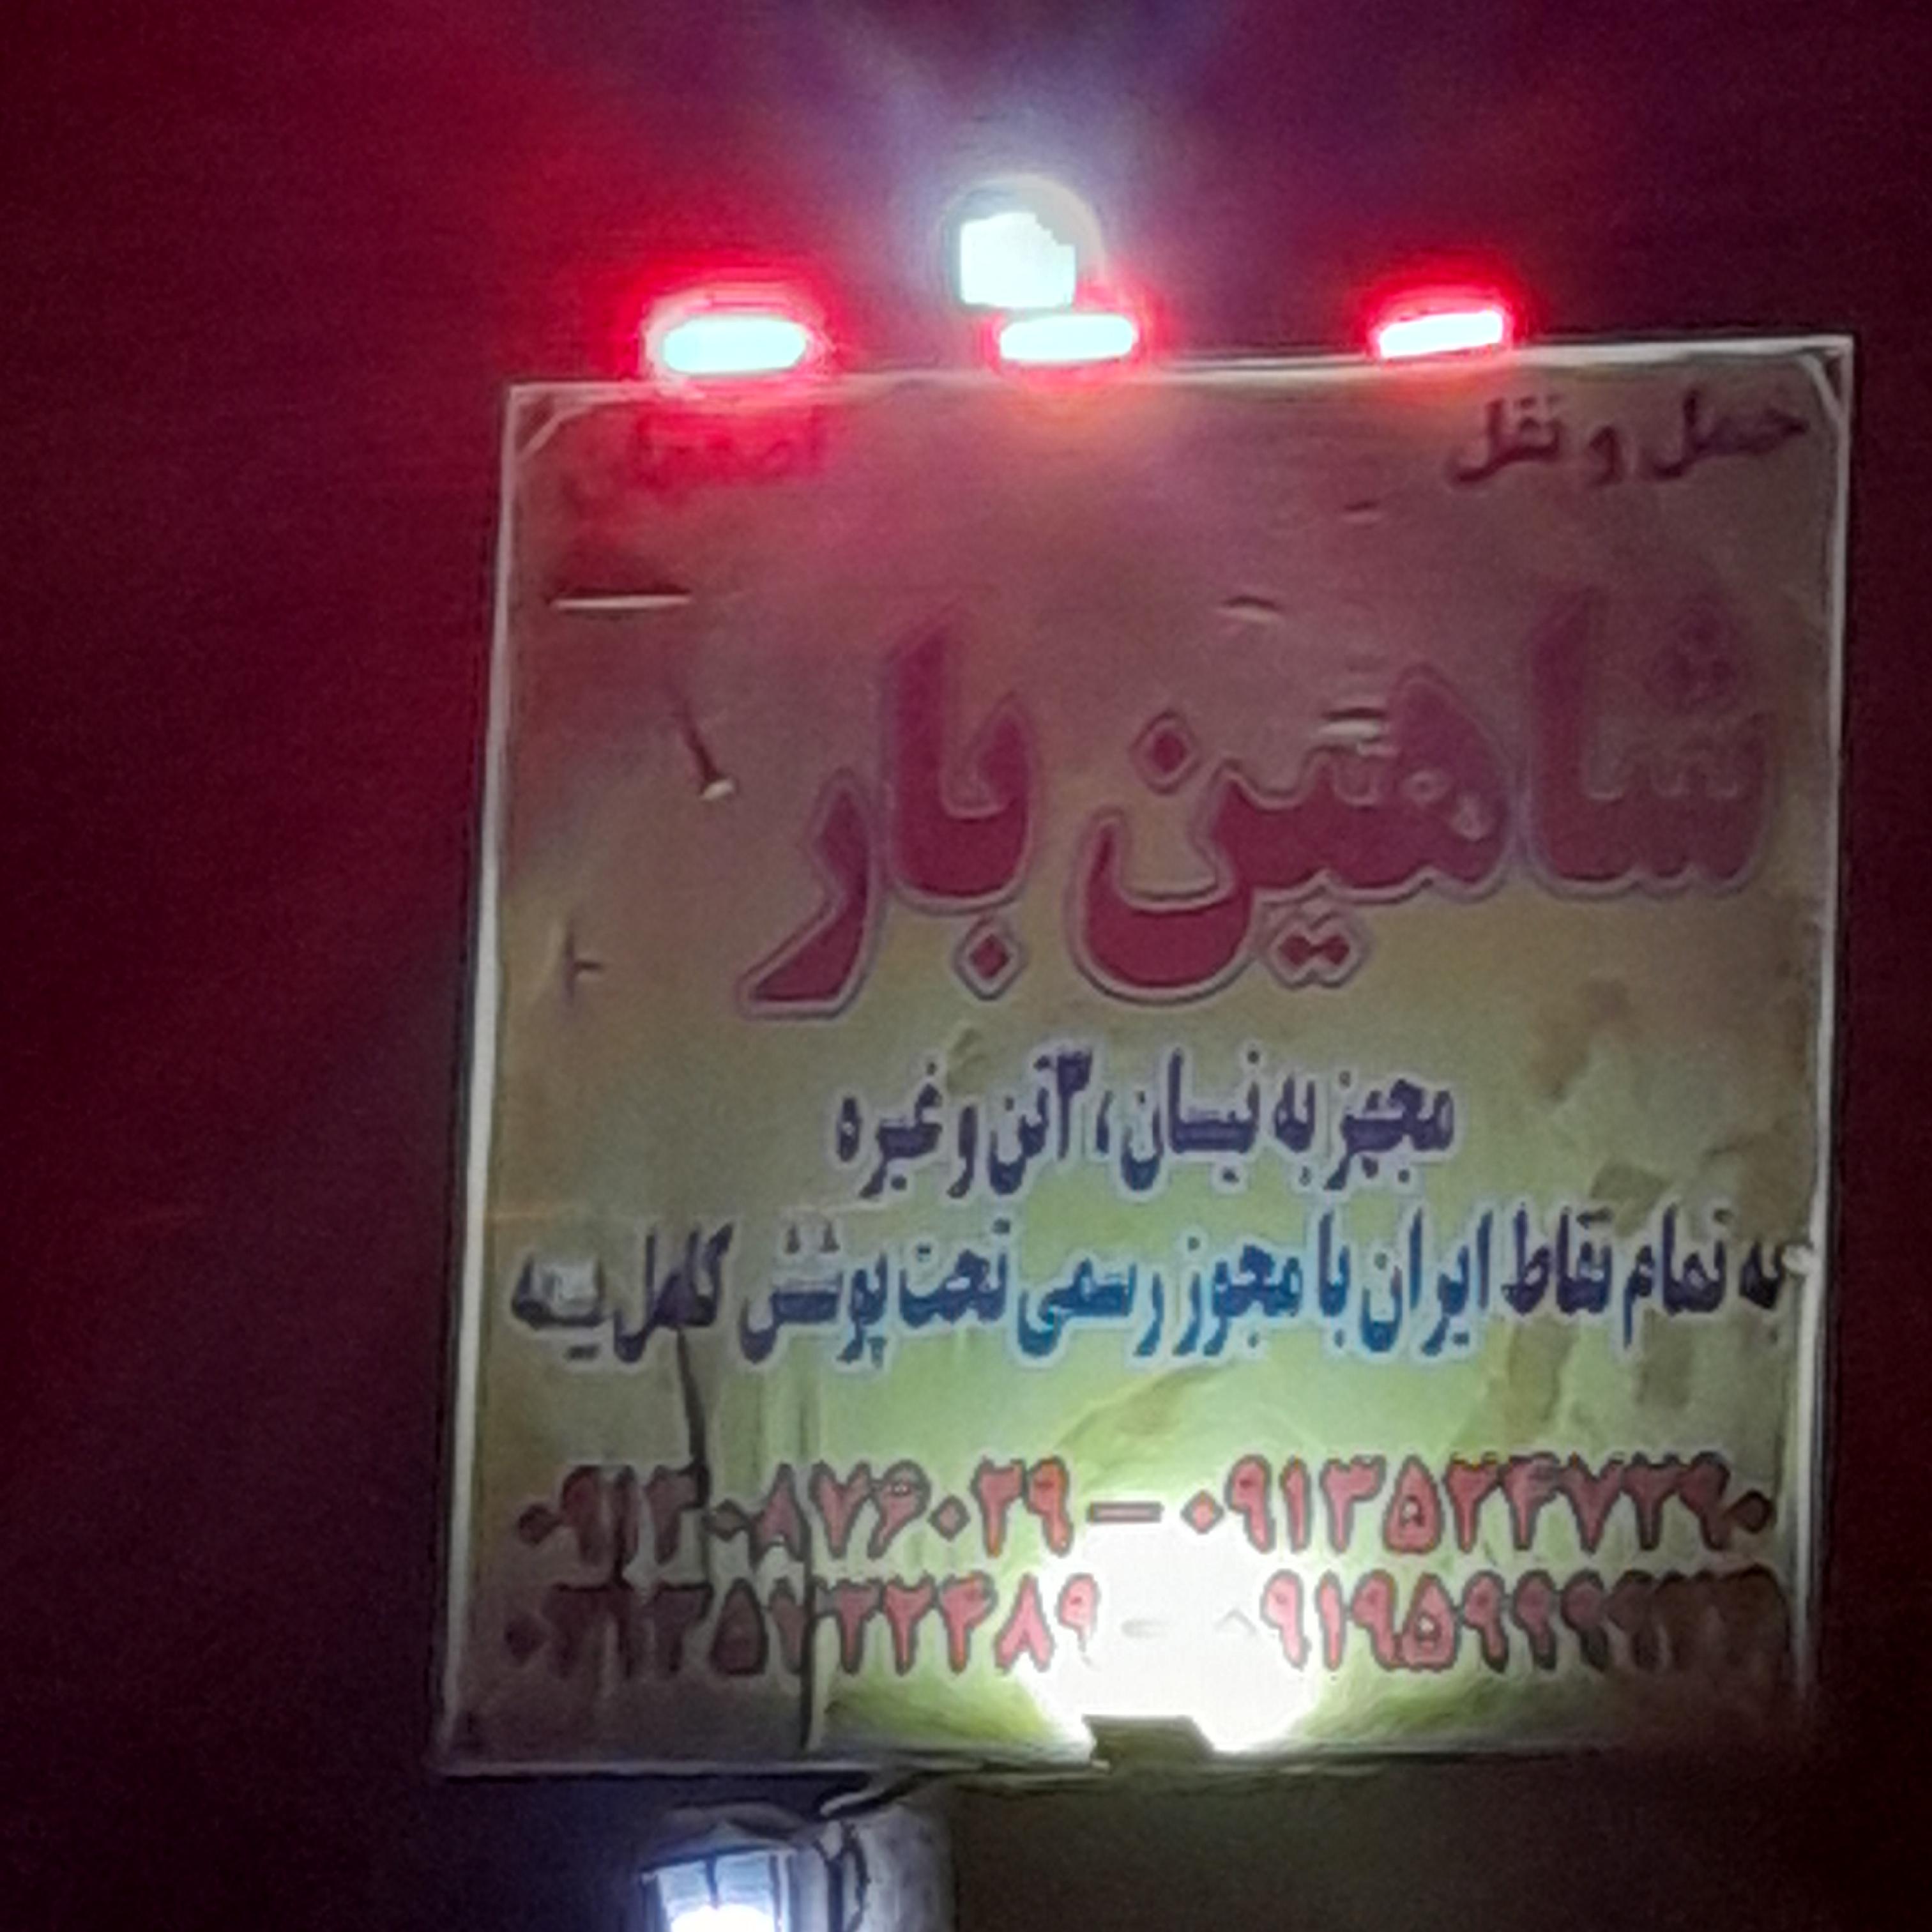 حمل و نقل
شاهین بار
مجهز به نیسان، ۳تن و غیره
به تمام نقاط ایران با مجوز رسمی تحت پوشش کامل بیمه
۰۹۱۳۰۸۷۶۰۲۹ – ۰۹۱۳۵۲۴۷۲۹۰